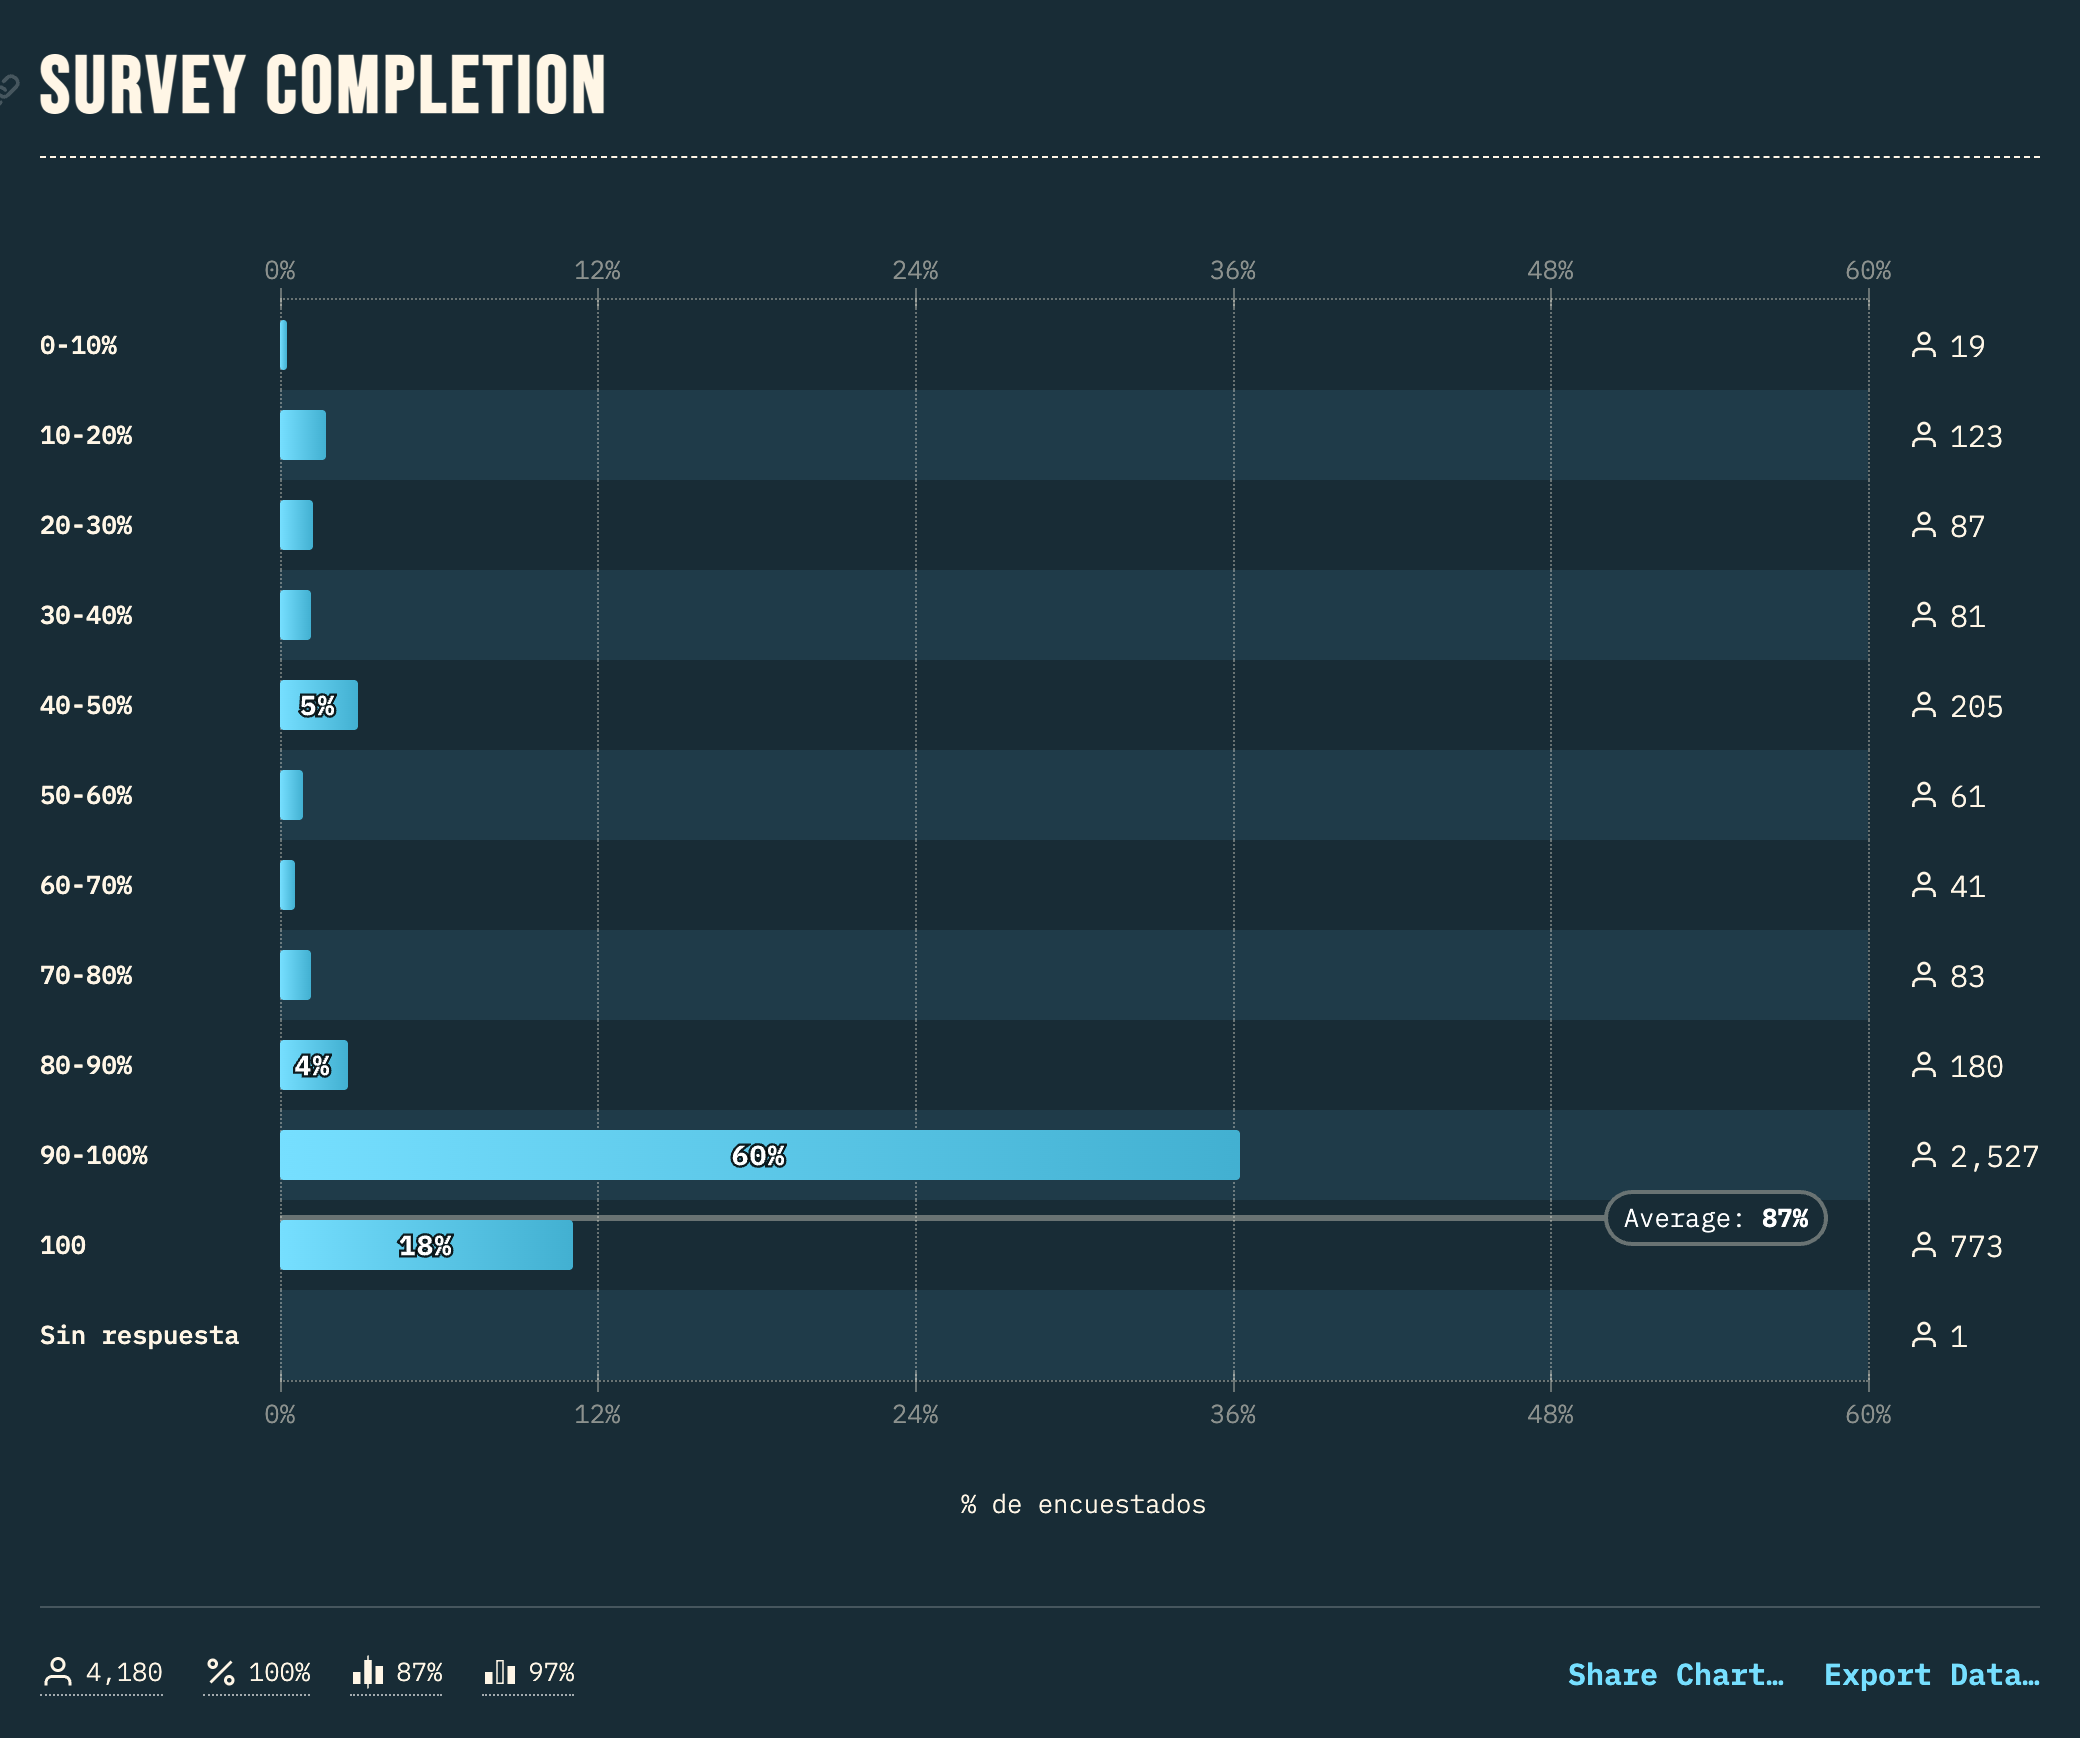 SURVEY COMPLETION
0% 12% 24% 36% 48% 60%
0-10% 19
10-20% 123
20-30% 87
30-40% 81
40-50% 5% 205
50-60% 61
60-70% 41
70-80% 83
80-90% 4% 180
90-100% 60% 2,527
Average: 87%
100 18% 773
Sin respuesta 1
0% 12% 24% 36% 48% 60%
% de encuestados
4,180 100% 87% 97% Share Chart… Export Data…